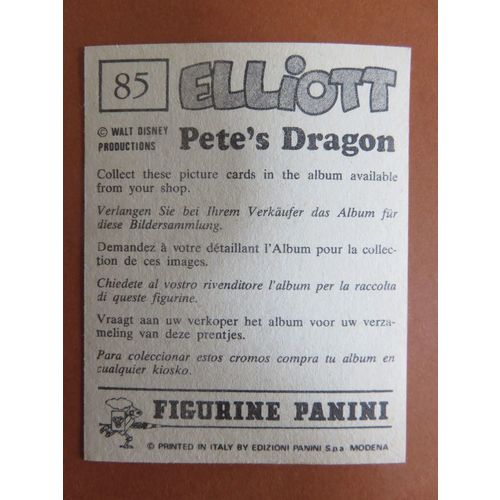 85 ELLIOTT
© WALT DISNEY
PRODUCTIONS
Pete's Dragon
Collect these picture cards in the album available
from your shop.
Verlangen Sie bei Ihrem Verkäufer das Album für
diese Bildersammlung.
Demandez à votre détaillant l'Album pour la collec-
tion de ces images.
Chiedete al vostro rivenditore l'album per la raccolta
di queste figurine.
Vraagt aan uw verkoper het album voor uw verza-
meling van deze prentjes.
Para coleccionar estos cromos compra tu album en
cualquier kiosko.
FIGURINE PANINI
© PRINTED IN ITALY BY EDIZIONI PANINI S.p.a MODENA